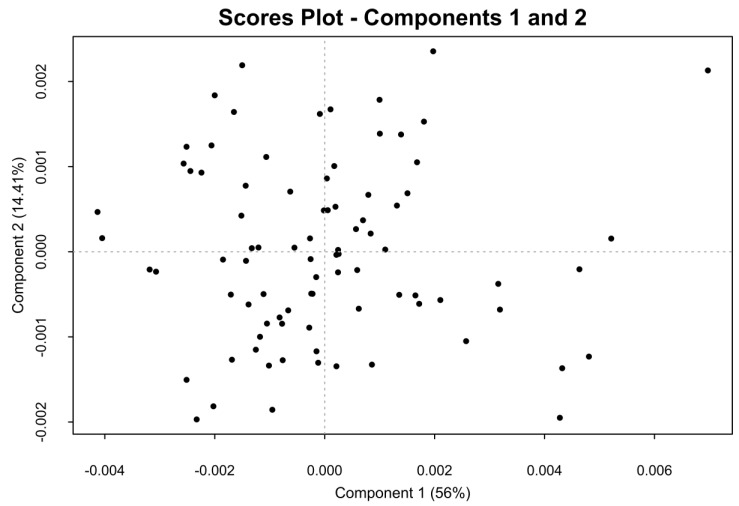 Scores Plot - Components 1 and 2
Component 2 (14.41%)
0.002
0.001
0.000
-0.001
-0.002
-0.004 -0.002 0.000 0.002 0.004 0.006
Component 1 (56%)